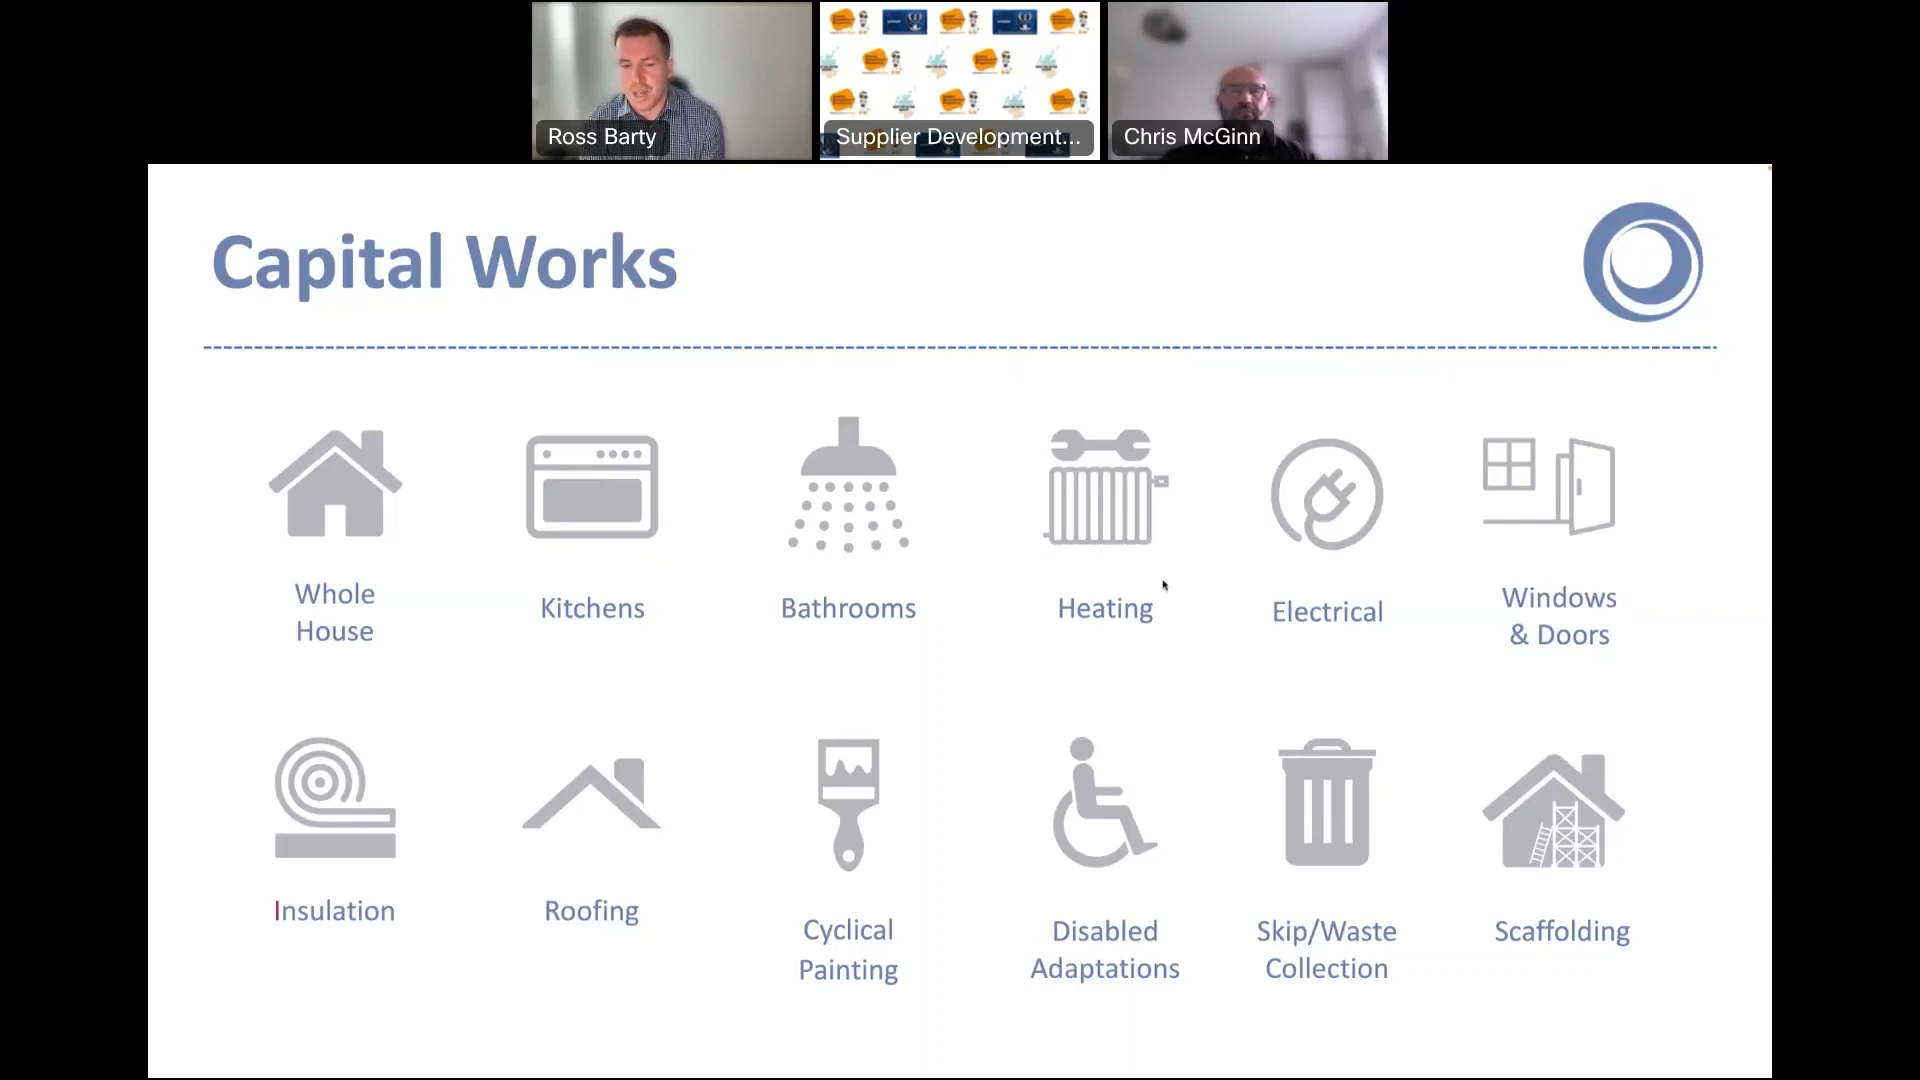 Ross Barty
Supplier Development...
Chris McGinn
Capital Works
Whole
House
Kitchens
Bathrooms
Heating
Electrical
Windows
& Doors
Insulation
Roofing
Cyclical
Painting
Disabled
Adaptations
Skip/Waste
Collection
Scaffolding